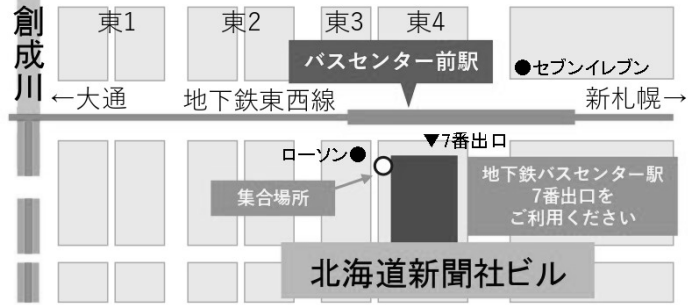 創成川
東1
東2
東3
東4
バスセンター前駅
●セブンイレブン
←大通
地下鉄東西線
新札幌→
▼7番出口
ローソン●
集合場所
地下鉄バスセンター駅
7番出口を
ご利用ください
北海道新聞社ビル